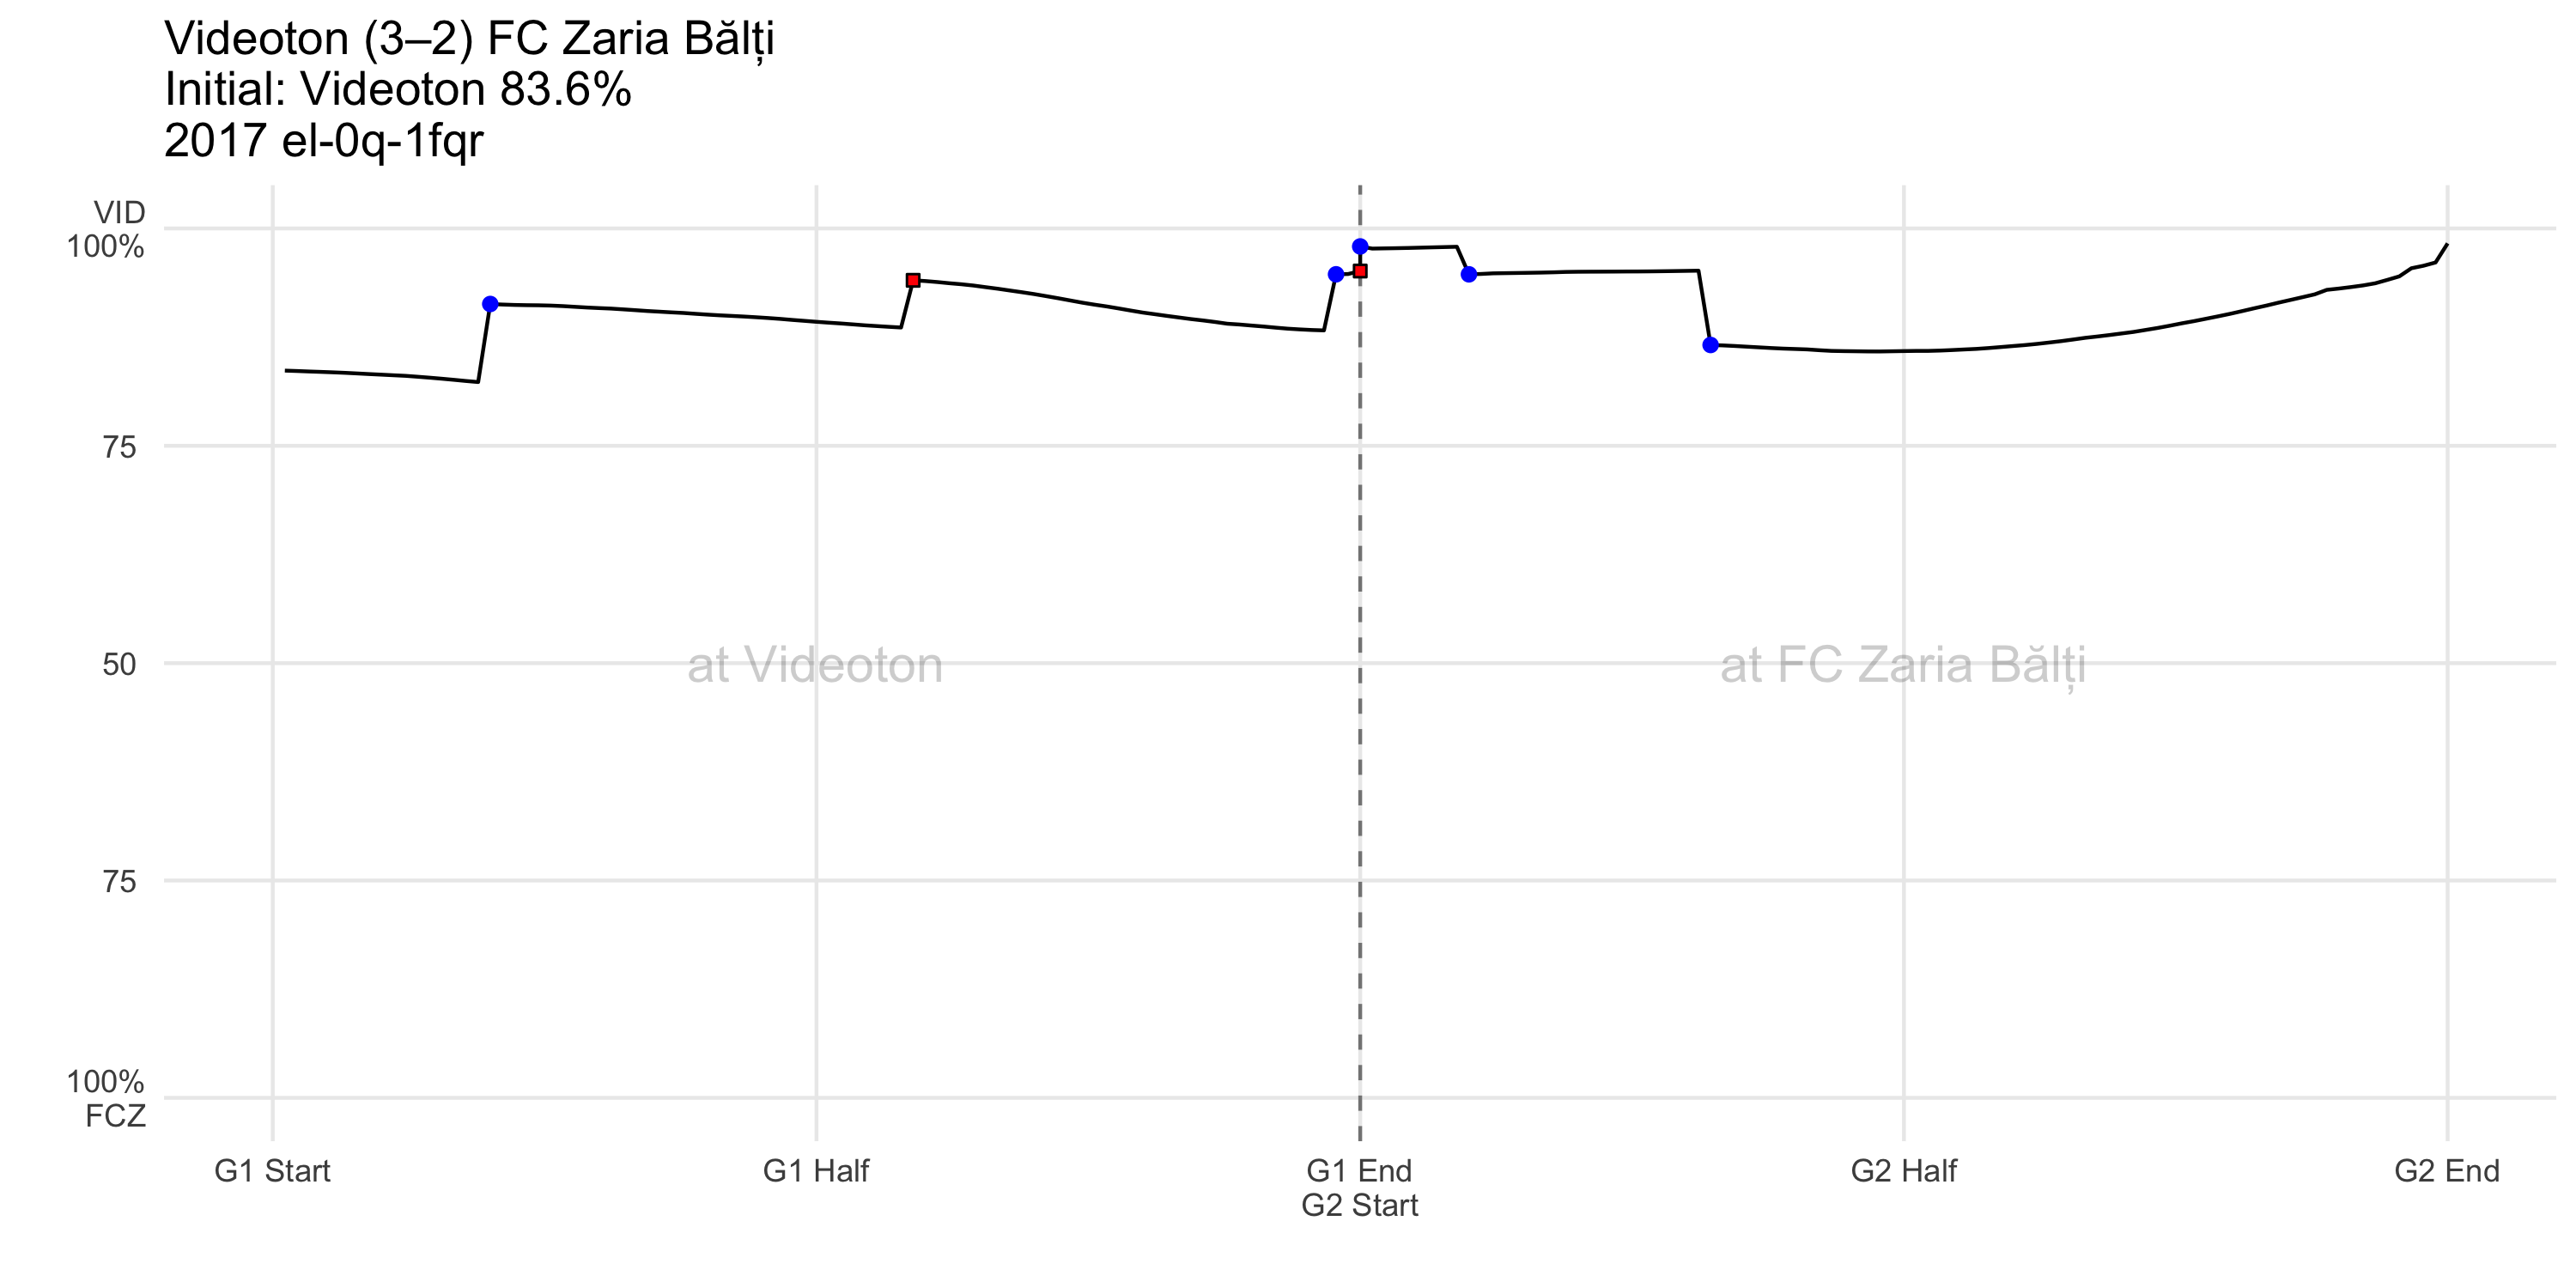 Videoton (3–2) FC Zaria Bălți
Initial: Videoton 83.6%
2017 el-0q-1fqr
VID
100%
75
50
75
100%
FCZ
at Videoton
at FC Zaria Bălți
G1 Start
G1 Half
G1 End
G2 Start
G2 Half
G2 End